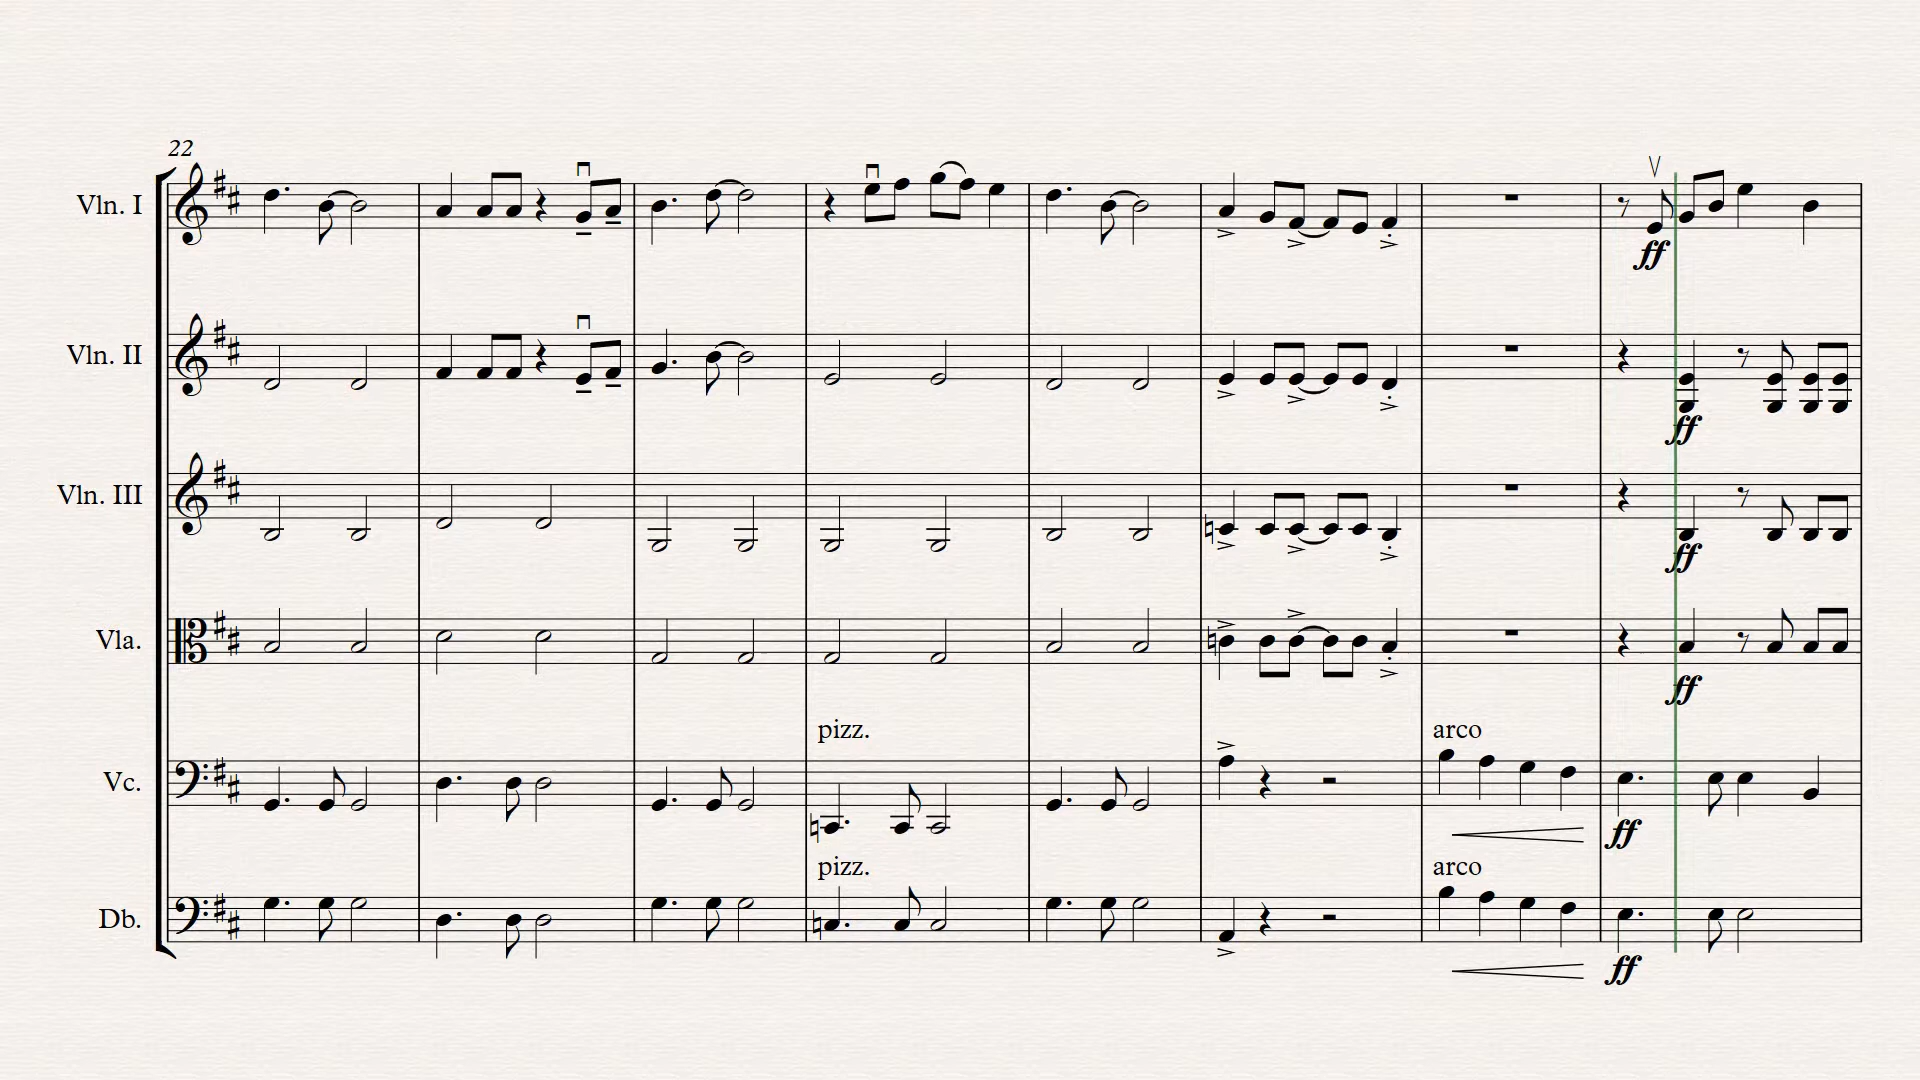 22
Vln. I
ff
Vln. II
ff
Vln. III
ff
Vla.
ff
pizz. arco
Vc.
ff
pizz. arco
Db.
ff